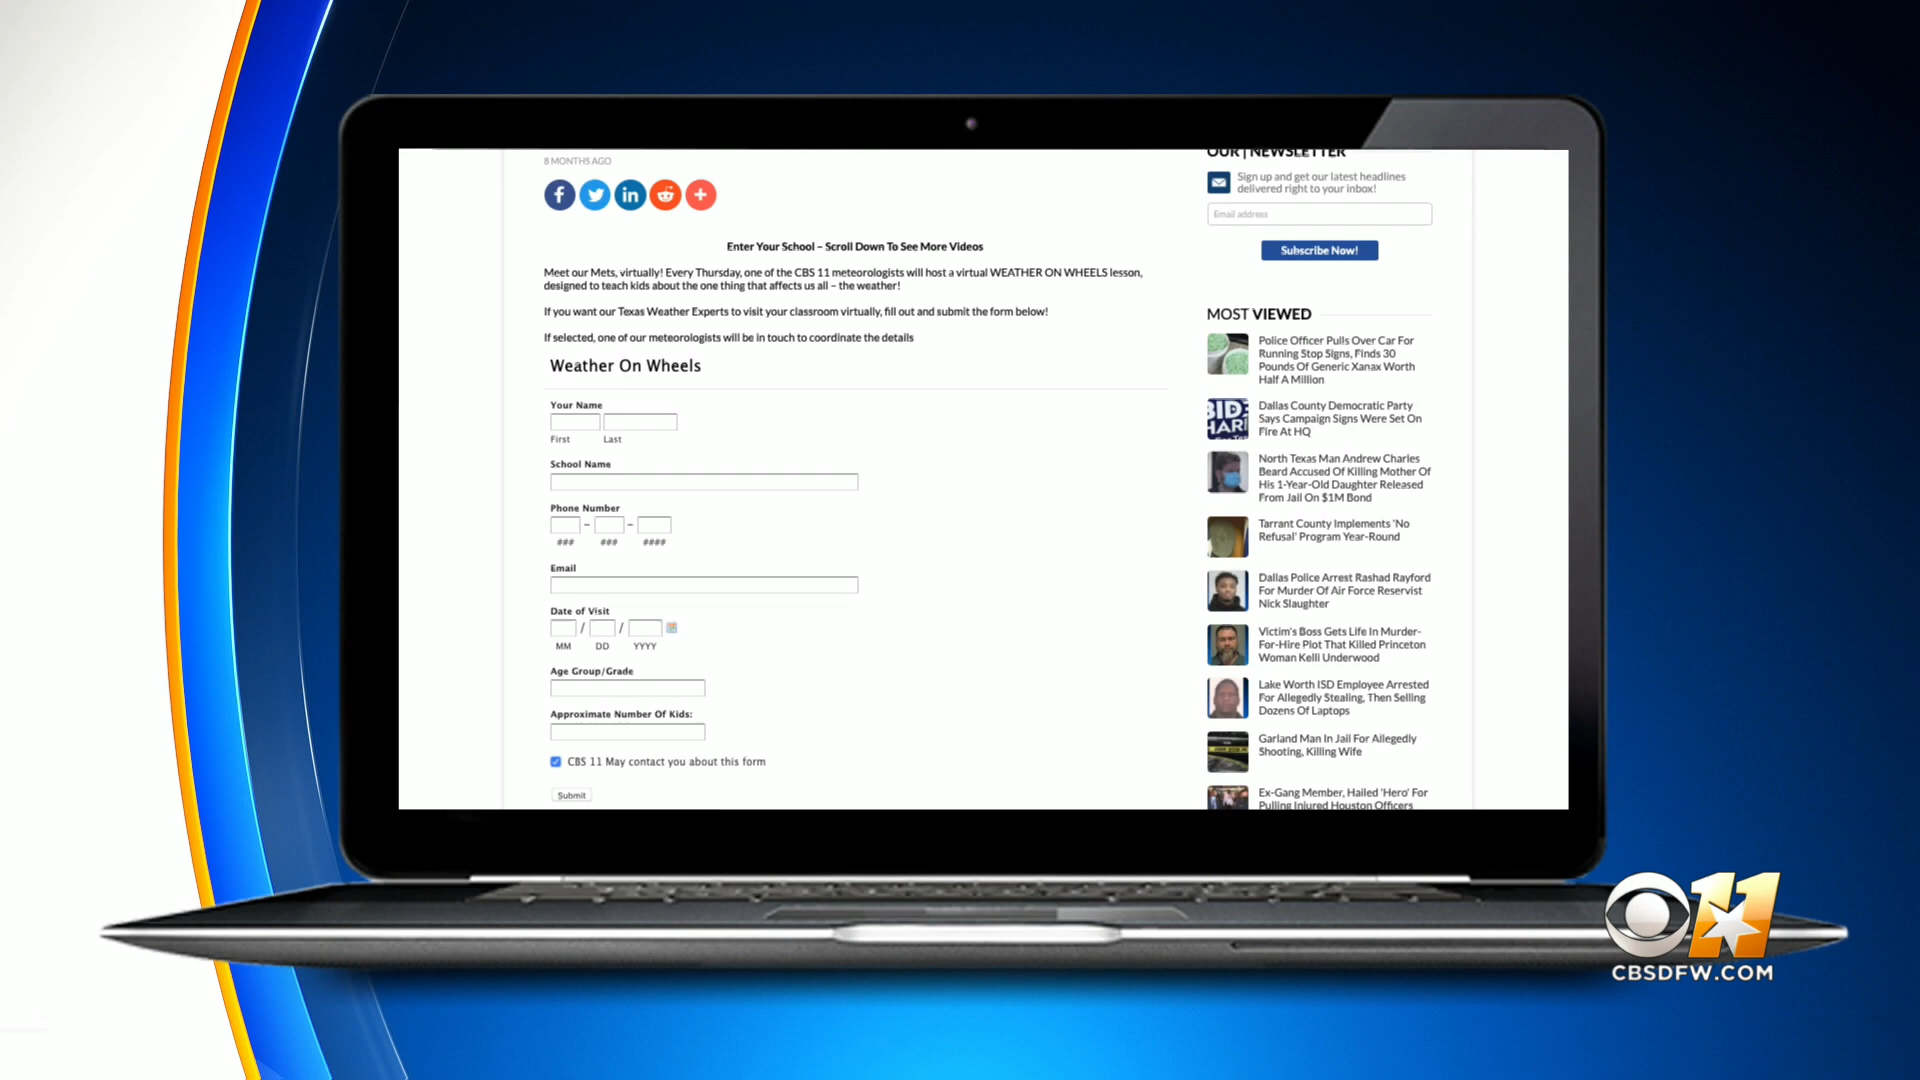 8 MONTHS AGO
Enter Your School – Scroll Down To See More Videos
Meet our Mets, virtually! Every Thursday, one of the CBS 11 meteorologists will host a virtual WEATHER ON WHEELS lesson,
designed to teach kids about the one thing that affects us all – the weather!
If you want our Texas Weather Experts to visit your classroom virtually, fill out and submit the form below!
If selected, one of our meteorologists will be in touch to coordinate the details
Weather On Wheels
Your Name
First Last
School Name
Phone Number
- -
### ### ####
Email
Date of Visit
/ /
MM DD YYYY
Age Group/Grade
Approximate Number Of Kids:
CBS 11 May contact you about this form
Submit
OUR | NEWSLETTER
Sign up and get our latest headlines
delivered right to your inbox!
Email address
Subscribe Now!
MOST VIEWED
Police Officer Pulls Over Car For
Running Stop Signs, Finds 30
Pounds Of Generic Xanax Worth
Half A Million
Dallas County Democratic Party
Says Campaign Signs Were Set On
Fire At HQ
North Texas Man Andrew Charles
Beard Accused Of Killing Mother Of
His 1-Year-Old Daughter Released
From Jail On $1M Bond
Tarrant County Implements 'No
Refusal' Program Year-Round
Dallas Police Arrest Rashad Rayford
For Murder Of Air Force Reservist
Nick Slaughter
Victim's Boss Gets Life In Murder-
For-Hire Plot That Killed Princeton
Woman Kelli Underwood
Lake Worth ISD Employee Arrested
For Allegedly Stealing, Then Selling
Dozens Of Laptops
Garland Man In Jail For Allegedly
Shooting, Killing Wife
Ex-Gang Member, Hailed 'Hero' For
Pulling Injured Houston Officers
11
CBSDFW.COM